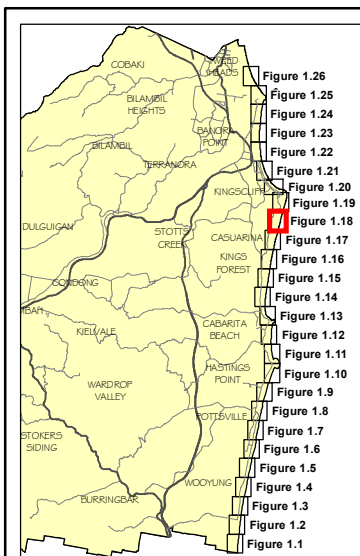 COBAKI
TWEED
HEADS
BILAMBIL
HEIGHTS
BANORA
POINT
BILAMBIL
TERRANORA
KINGSCLIFF
DULGUIGAN
STOTTS
CREEK
CASUARINA
KINGS
FOREST
GONDONG
BAH
KIELVALE
CABARITA
BEACH
HASTINGS
POINT
WARDROP
VALLEY
POTTSVILLE
STOKERS
SIDING
WOOYUNG
BURRINGBAR
Figure 1.26
Figure 1.25
Figure 1.24
Figure 1.23
Figure 1.22
Figure 1.21
Figure 1.20
Figure 1.19
Figure 1.18
Figure 1.17
Figure 1.16
Figure 1.15
Figure 1.14
Figure 1.13
Figure 1.12
Figure 1.11
Figure 1.10
Figure 1.9
Figure 1.8
Figure 1.7
Figure 1.6
Figure 1.5
Figure 1.4
Figure 1.3
Figure 1.2
Figure 1.1